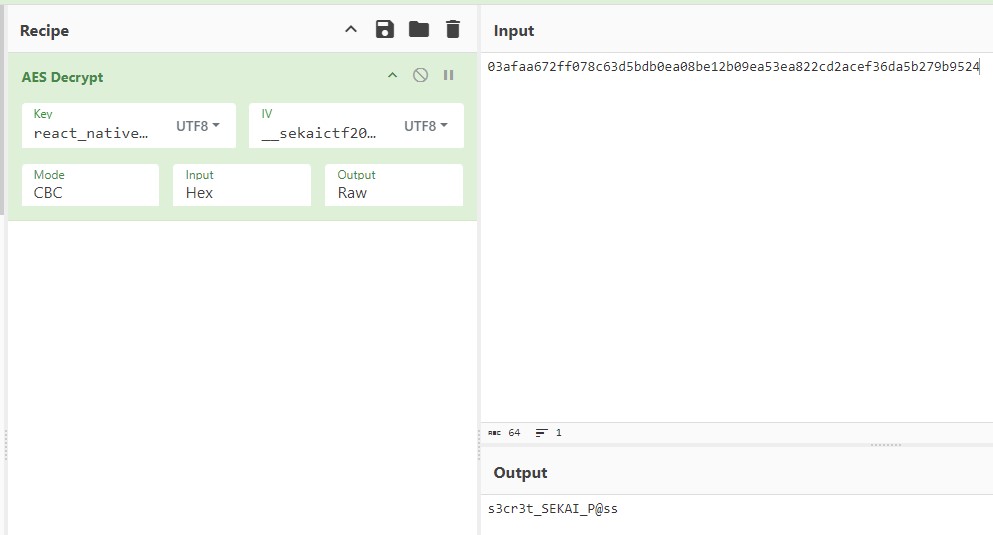 Recipe
AES Decrypt
Key
react_native...
UTF8
IV
__sekaictf20...
UTF8
Mode
CBC
Input
Hex
Output
Raw
Input
03afaa672ff078c63d5bdb0ea08be12b09ea53ea822cd2acef36da5b279b9524
ABC 64 1
Output
s3cr3t_SEKAI_P@ss